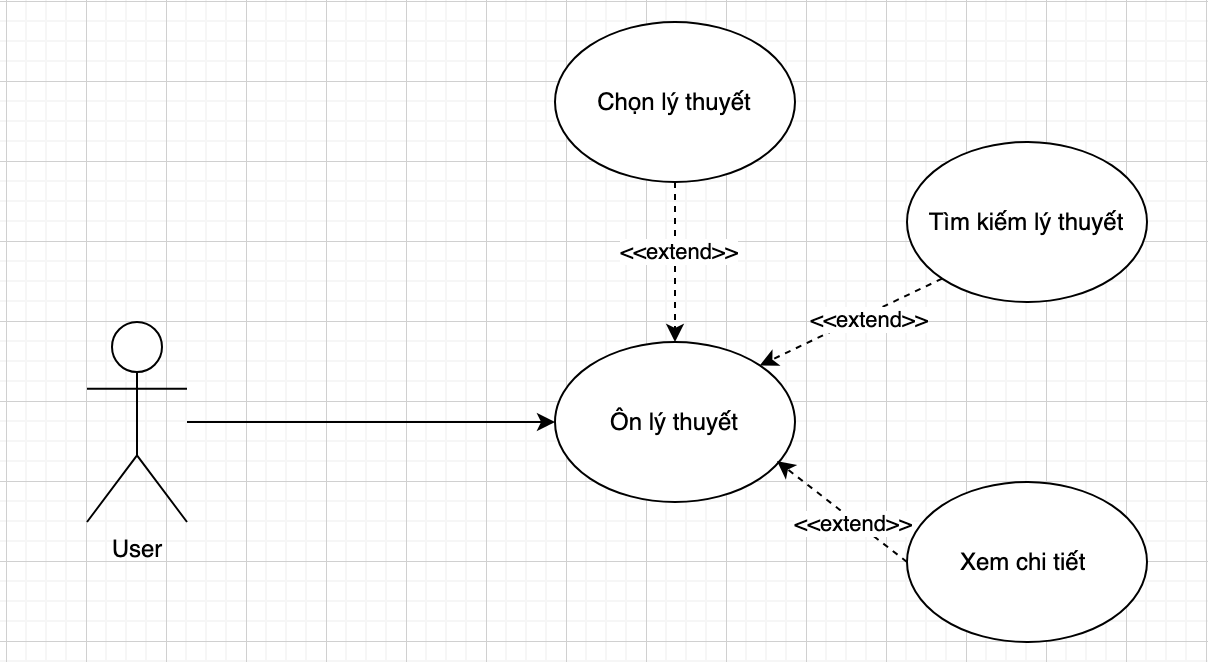 Chọn lý thuyết
Tìm kiếm lý thuyết
<<extend>>
<<extend>>
Ôn lý thuyết
<<extend>>
User
Xem chi tiết